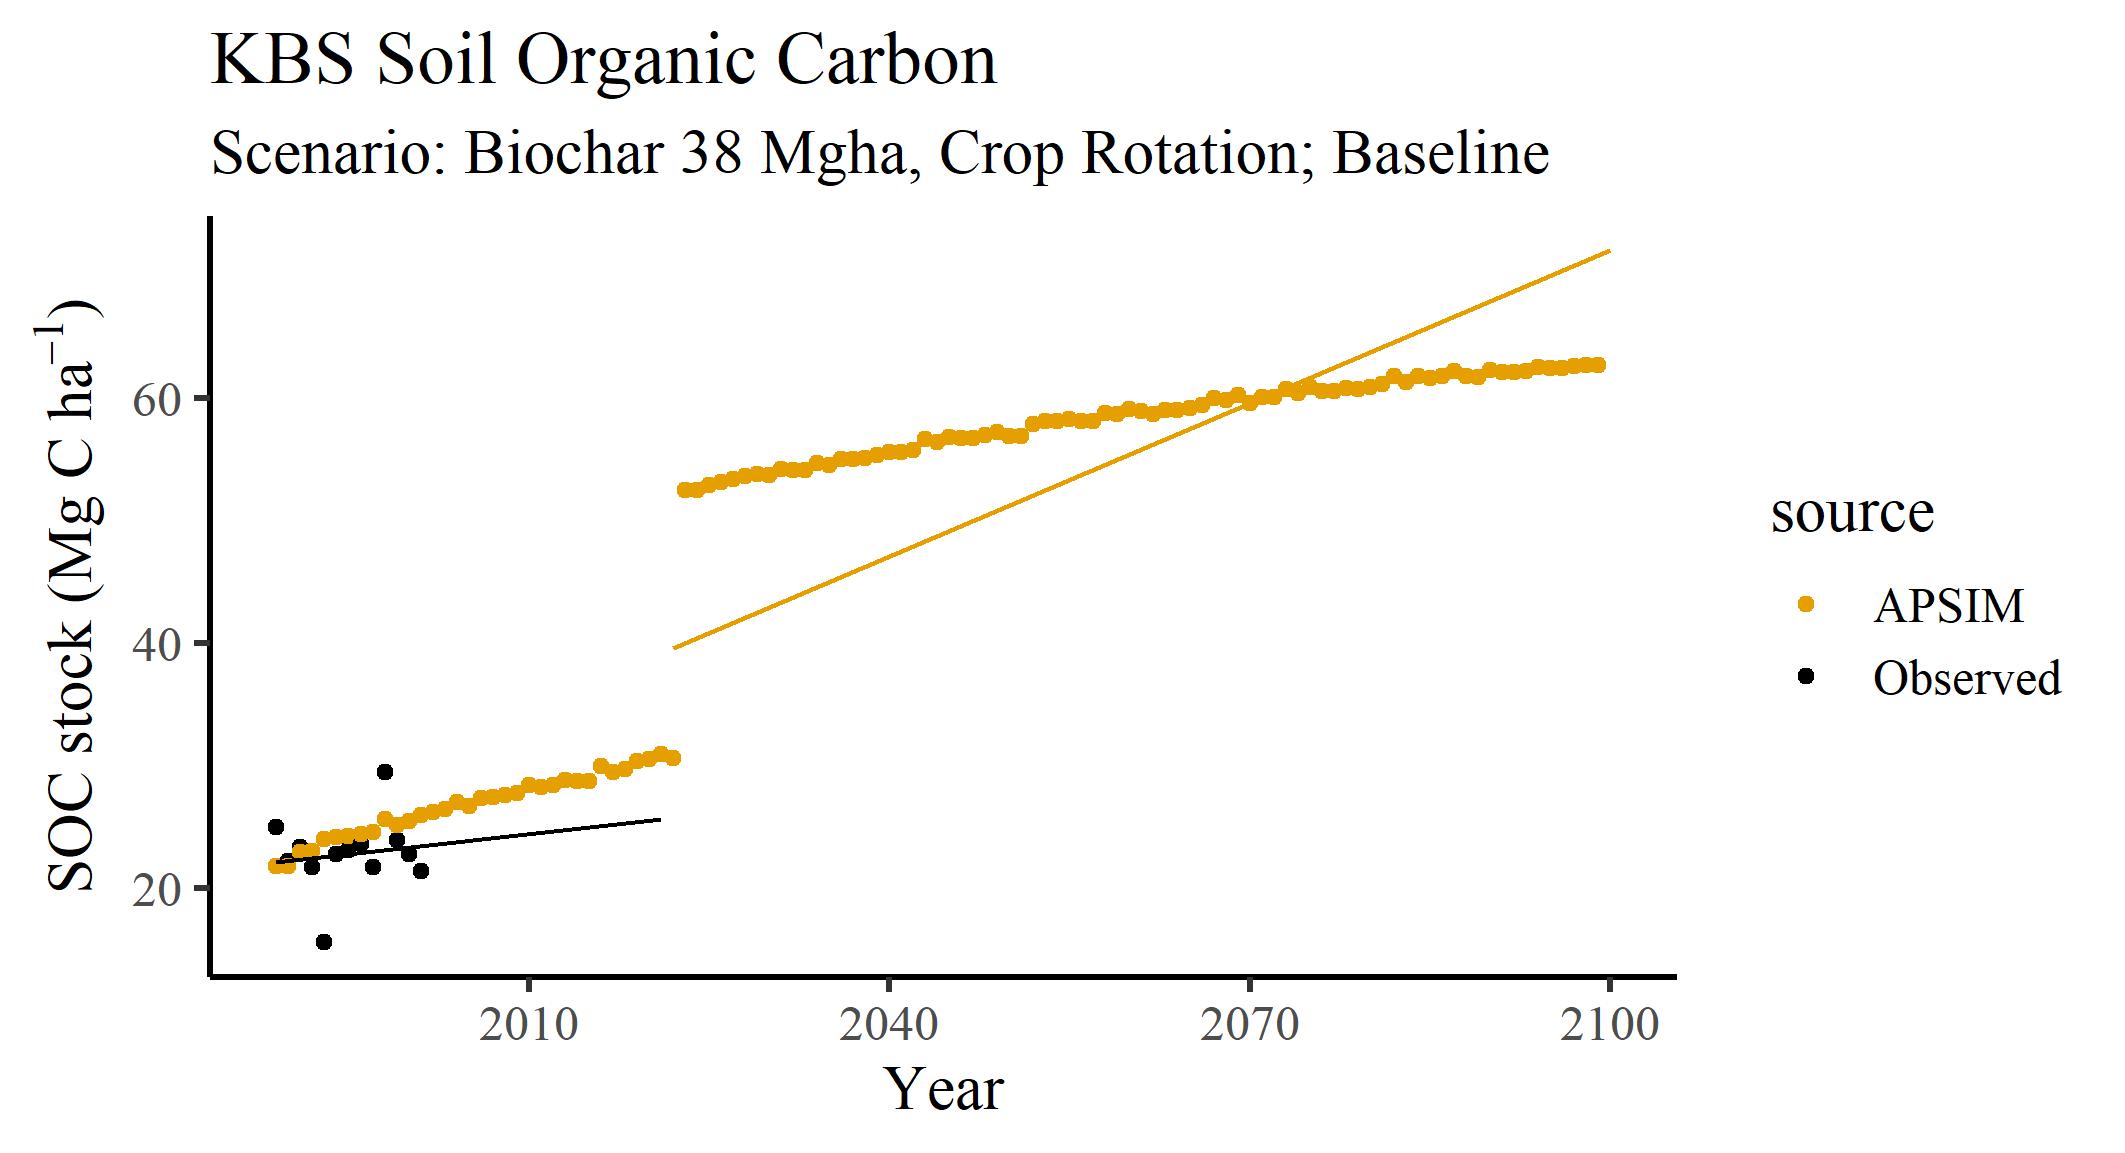 KBS Soil Organic Carbon
Scenario: Biochar 38 Mgha, Crop Rotation; Baseline
SOC stock (Mg C ha⁻¹)
60
40
20
2010 2040 2070 2100
Year
source
APSIM
Observed